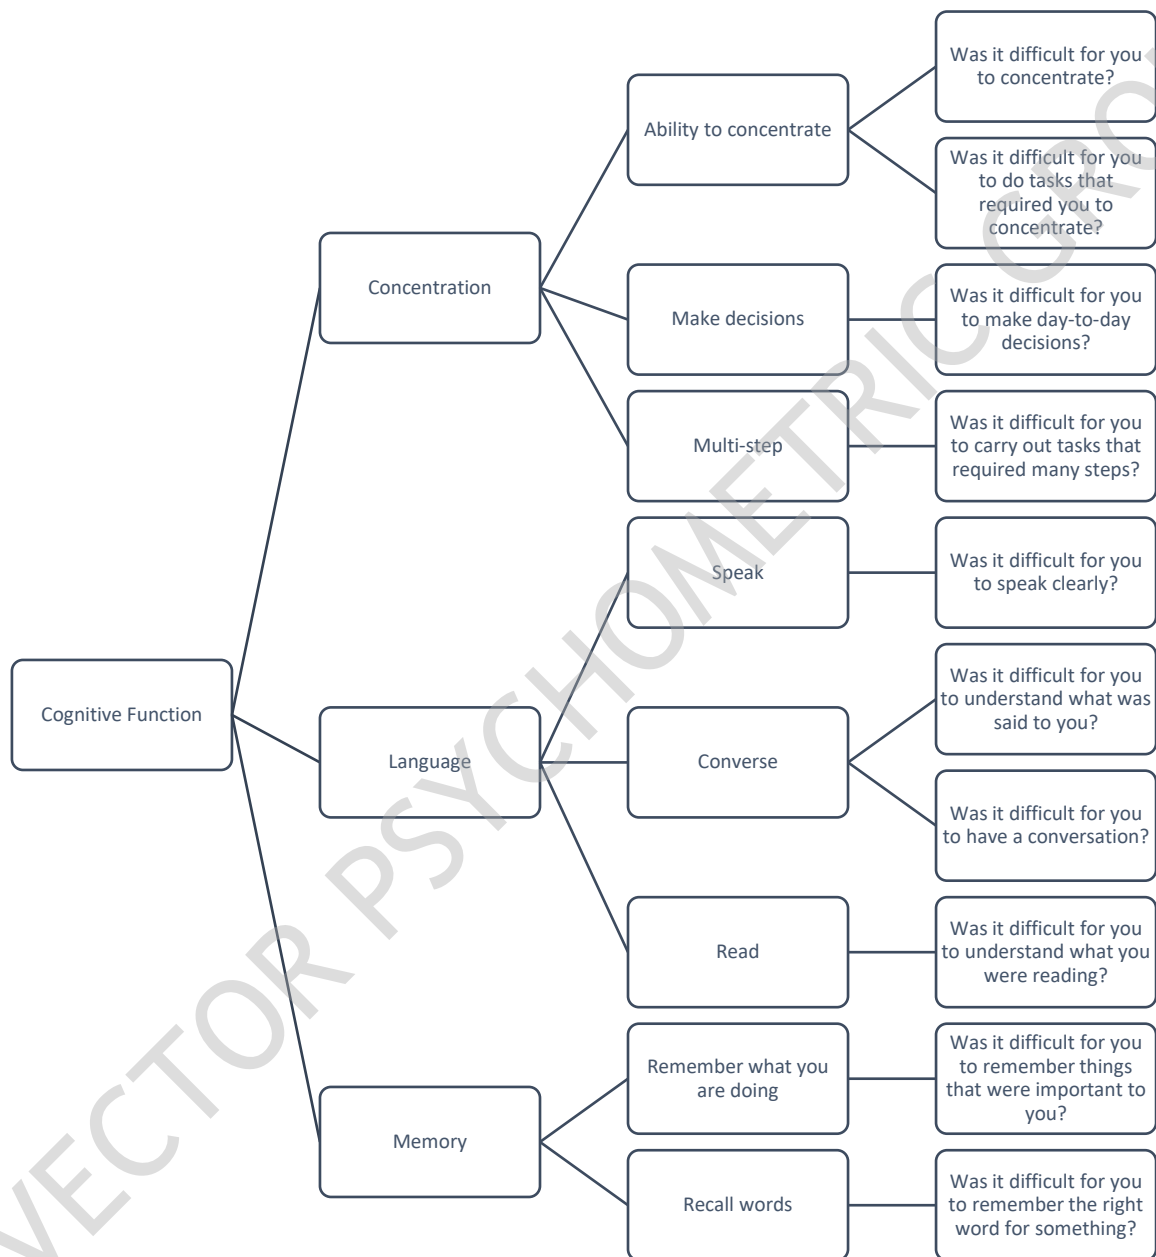 Was it difficult for you
to concentrate?
Ability to concentrate
Was it difficult for you
to do tasks that
required you to
concentrate?
Concentration
Was it difficult for you
to make day-to-day
decisions?
Make decisions
Was it difficult for you
to carry out tasks that
required many steps?
Multi-step
Speak
Was it difficult for you
to speak clearly?
Cognitive Function
Was it difficult for you
to understand what was
said to you?
Language
Converse
Was it difficult for you
to have a conversation?
Read
Was it difficult for you
to understand what you
were reading?
Remember what you
are doing
Was it difficult for you
to remember things
that were important to
you?
Memory
Recall words
Was it difficult for you
to remember the right
word for something?
VECTOR PSYCHOMETRIC GRO